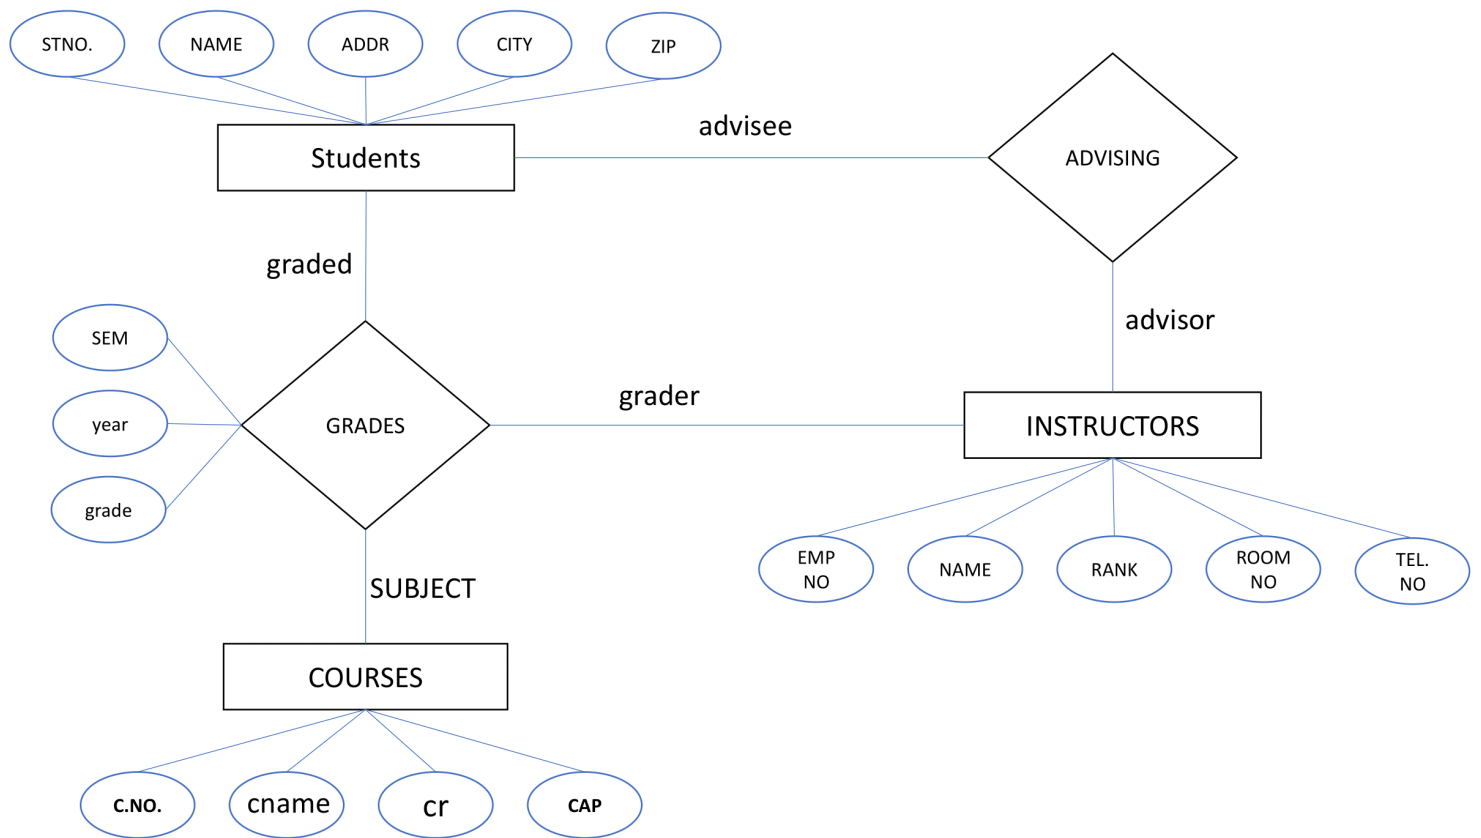 STNO.
NAME
ADDR
CITY
ZIP
advisee
Students
ADVISING
graded
advisor
SEM
grader
year
GRADES
INSTRUCTORS
grade
EMP
NO
NAME
RANK
ROOM
NO
TEL.
NO
SUBJECT
COURSES
C.NO.
cname
cr
CAP